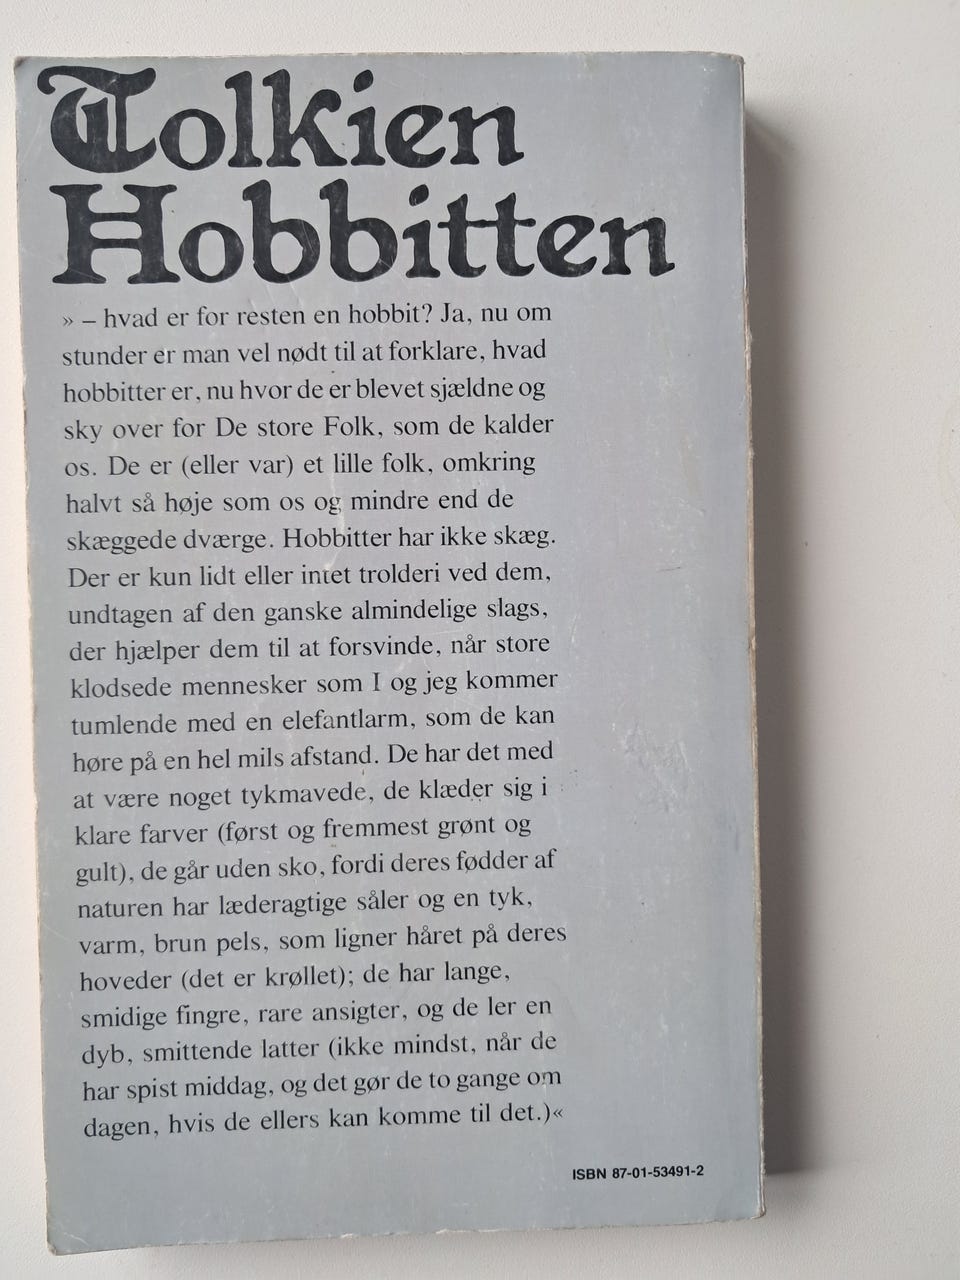 Tolkien
Hobbitten
» – hvad er for resten en hobbit? Ja, nu om
stunder er man vel nødt til at forklare, hvad
hobbitter er, nu hvor de er blevet sjældne og
sky over for De store Folk, som de kalder
os. De er (eller var) et lille folk, omkring
halvt så høje som os og mindre end de
skæggede dværge. Hobbitter har ikke skæg.
Der er kun lidt eller intet trolderi ved dem,
undtagen af den ganske almindelige slags,
der hjælper dem til at forsvinde, når store
klodsede mennesker som I og jeg kommer
tumlende med en elefantlarm, som de kan
høre på en hel mils afstand. De har det med
at være noget tykmavede, de klæder sig i
klare farver (først og fremmest grønt og
gult), de går uden sko, fordi deres fødder af
naturen har læderagtige såler og en tyk,
varm, brun pels, som ligner håret på deres
hoveder (det er krøllet); de har lange,
smidige fingre, rare ansigter, og de ler en
dyb, smittende latter (ikke mindst, når de
har spist middag, og det gør de to gange om
dagen, hvis de ellers kan komme til det.)«
ISBN 87-01-53491-2